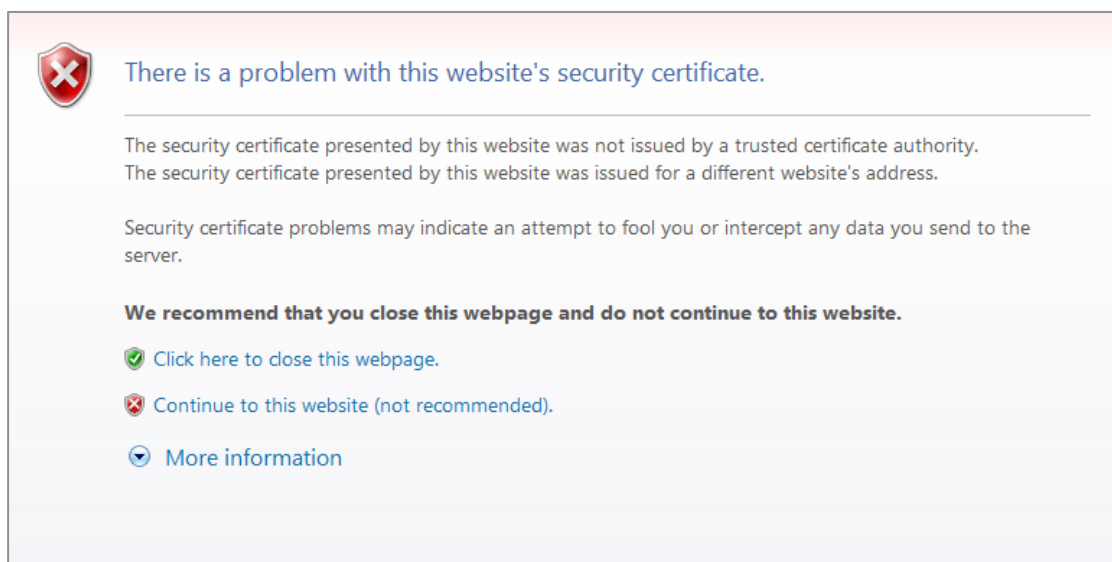 There is a problem with this website's security certificate.
The security certificate presented by this website was not issued by a trusted certificate authority.
The security certificate presented by this website was issued for a different website's address.
Security certificate problems may indicate an attempt to fool you or intercept any data you send to the
server.
We recommend that you close this webpage and do not continue to this website.
Click here to close this webpage.
Continue to this website (not recommended).
More information